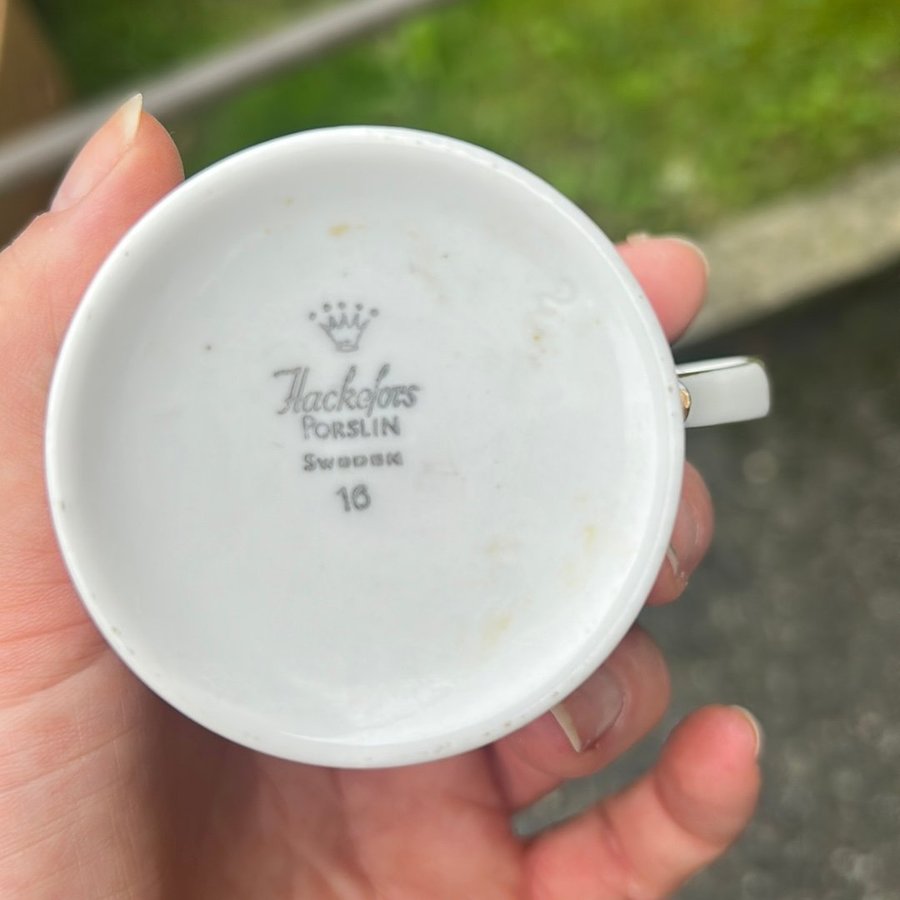 Hackefors
PORSLIN
SWEDEN
16